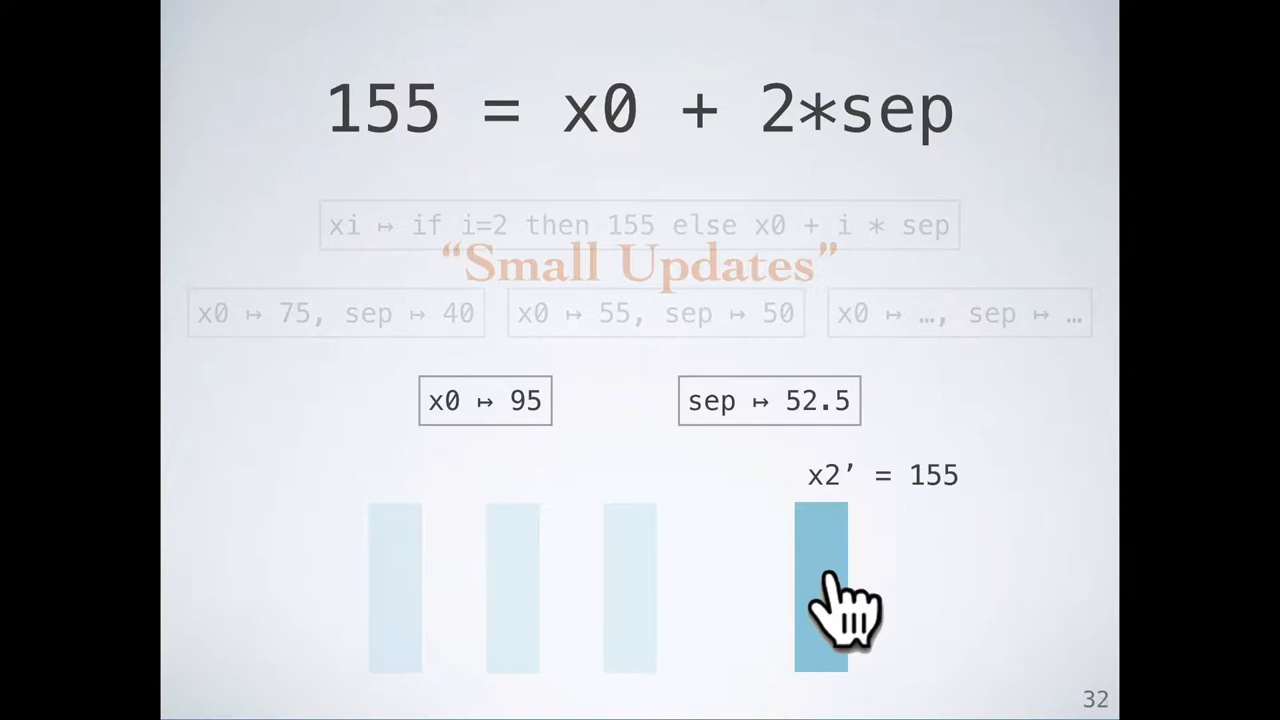 155 = x0 + 2*sep
xi ↦ if i=2 then 155 else x0 + i * sep
“Small Updates”
x0 ↦ 75, sep ↦ 40
x0 ↦ 55, sep ↦ 50
x0 ↦ …, sep ↦ …
x0 ↦ 95
sep ↦ 52.5
x2’ = 155
32